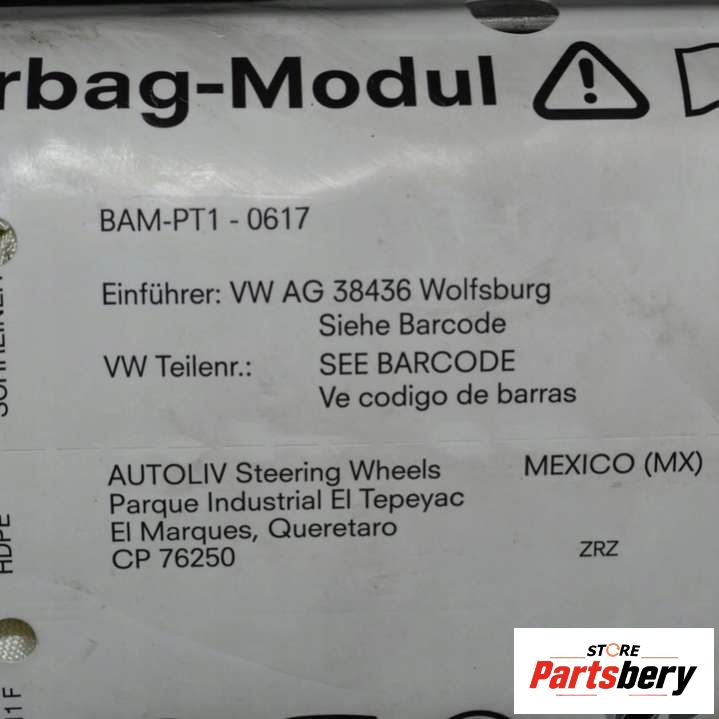 rbag-Modul
BAM-PT1 - 0617
Einführer: VW AG 38436 Wolfsburg
Siehe Barcode
VW Teilenr.: SEE BARCODE
Ve codigo de barras
AUTOLIV Steering Wheels MEXICO (MX)
Parque Industrial El Tepeyac
El Marques, Queretaro
CP 76250
ZRZ
HDPE
STORE
Partsbery